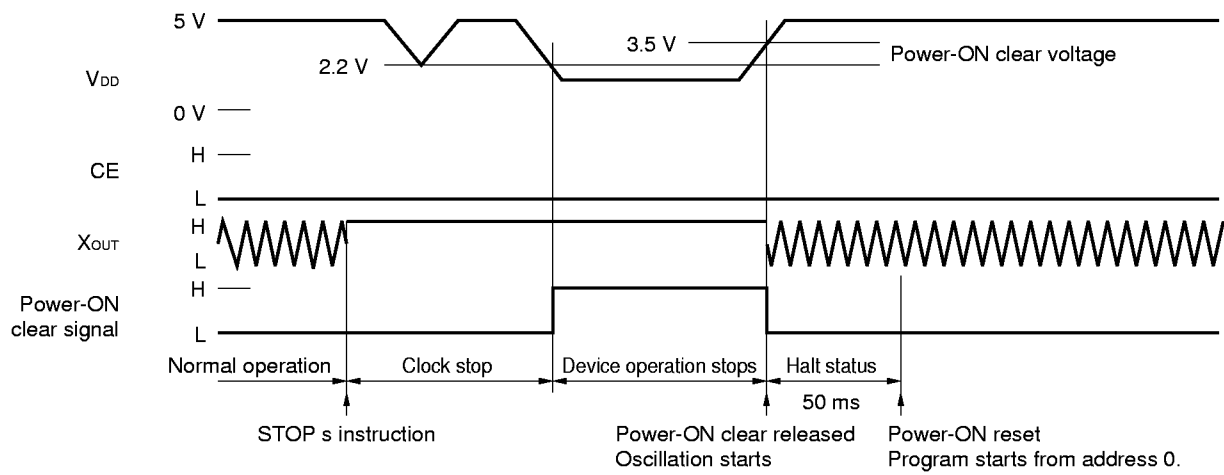 5 V
3.5 V
Power-ON clear voltage
2.2 V
VDD
0 V
H
CE
L
H
XOUT
L
H
Power-ON
clear signal
L
Normal operation
Clock stop
Device operation stops
Halt status
50 ms
STOP s instruction
Power-ON clear released
Oscillation starts
Power-ON reset
Program starts from address 0.